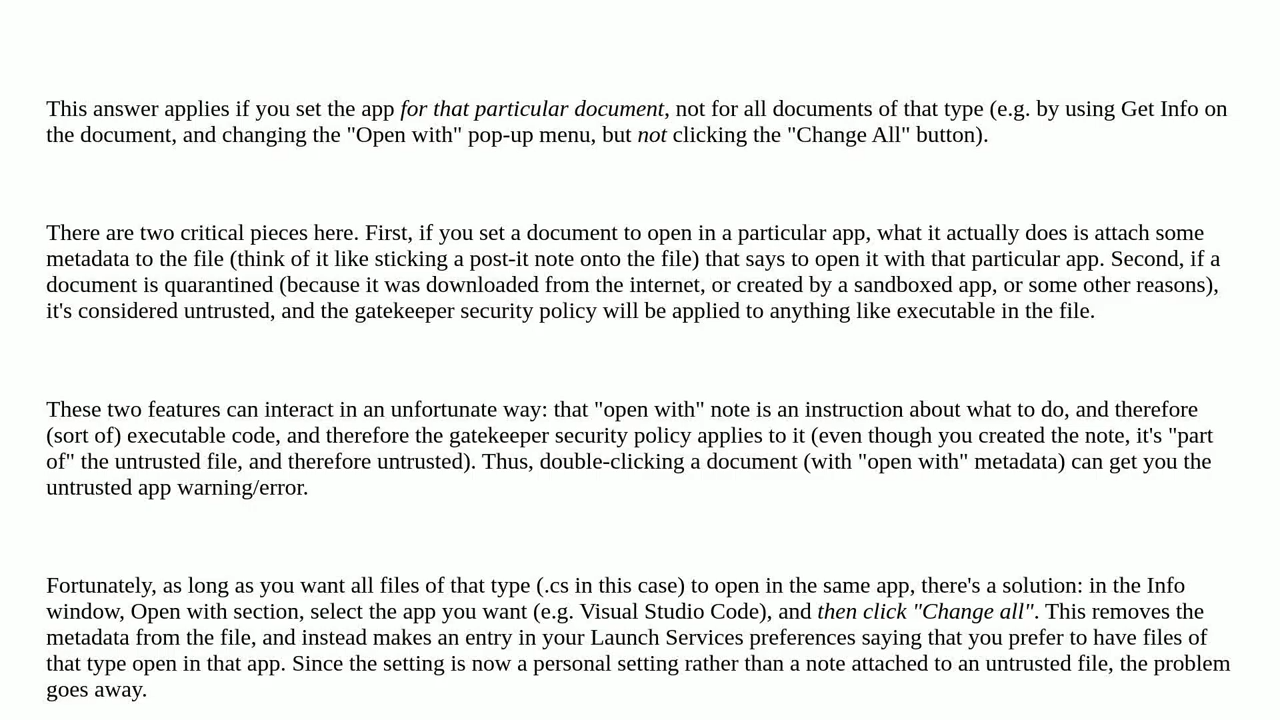 This answer applies if you set the app for that particular document, not for all documents of that type (e.g. by using Get Info on
the document, and changing the "Open with" pop-up menu, but not clicking the "Change All" button).
There are two critical pieces here. First, if you set a document to open in a particular app, what it actually does is attach some
metadata to the file (think of it like sticking a post-it note onto the file) that says to open it with that particular app. Second, if a
document is quarantined (because it was downloaded from the internet, or created by a sandboxed app, or some other reasons),
it's considered untrusted, and the gatekeeper security policy will be applied to anything like executable in the file.
These two features can interact in an unfortunate way: that "open with" note is an instruction about what to do, and therefore
(sort of) executable code, and therefore the gatekeeper security policy applies to it (even though you created the note, it's "part
of" the untrusted file, and therefore untrusted). Thus, double-clicking a document (with "open with" metadata) can get you the
untrusted app warning/error.
Fortunately, as long as you want all files of that type (.cs in this case) to open in the same app, there's a solution: in the Info
window, Open with section, select the app you want (e.g. Visual Studio Code), and then click "Change all". This removes the
metadata from the file, and instead makes an entry in your Launch Services preferences saying that you prefer to have files of
that type open in that app. Since the setting is now a personal setting rather than a note attached to an untrusted file, the problem
goes away.